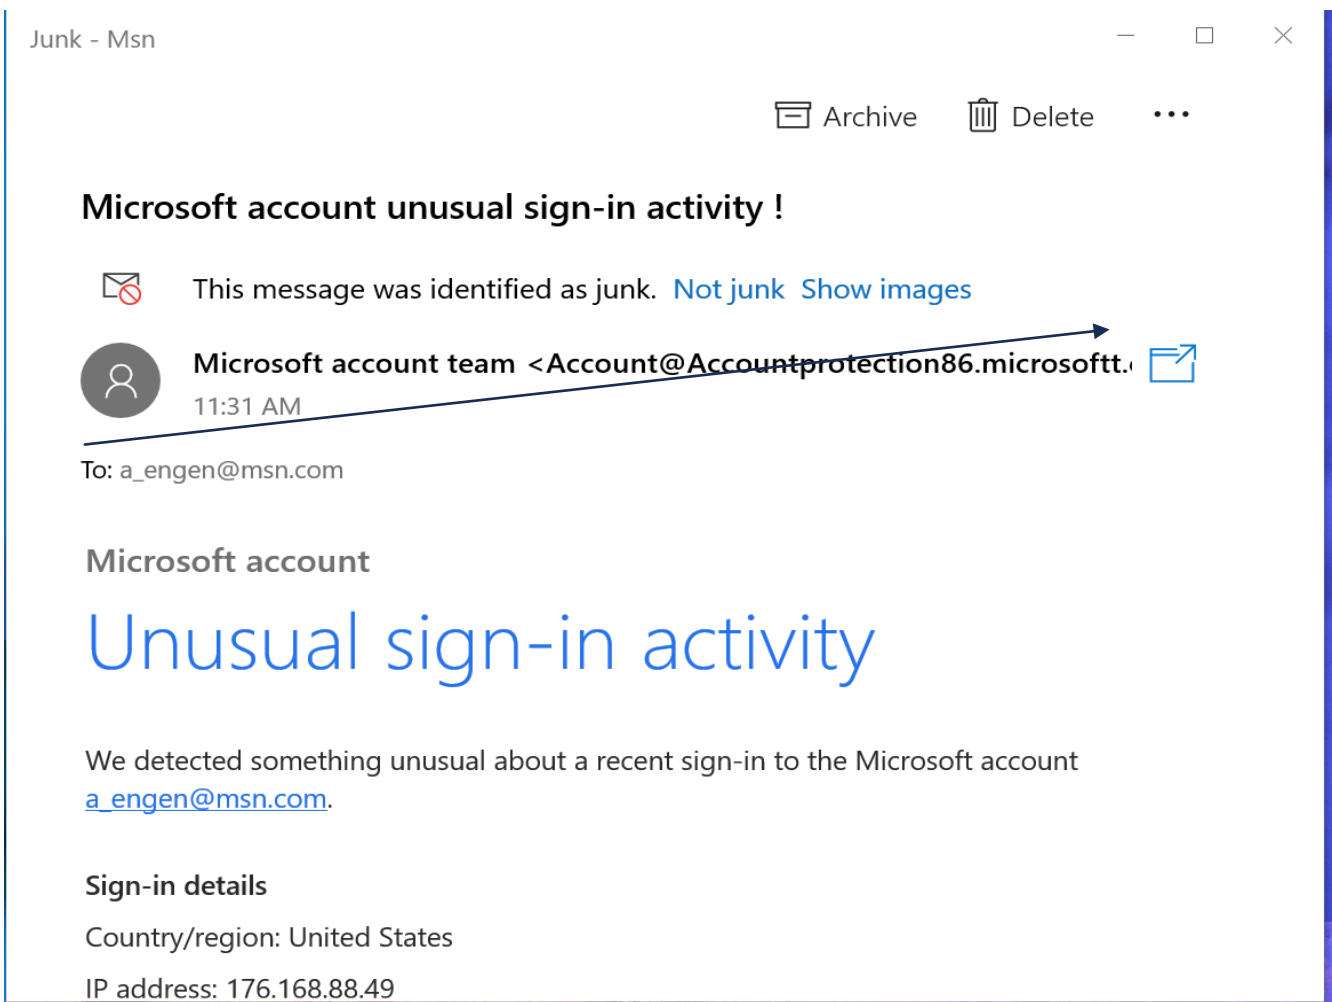 Junk - Msn
Archive Delete
Microsoft account unusual sign-in activity !
This message was identified as junk. Not junk Show images
Microsoft account team <Account@Accountprotection86.microsoftt.
11:31 AM
To: a_engen@msn.com
Microsoft account
Unusual sign-in activity
We detected something unusual about a recent sign-in to the Microsoft account
a_engen@msn.com.
Sign-in details
Country/region: United States
IP address: 176.168.88.49